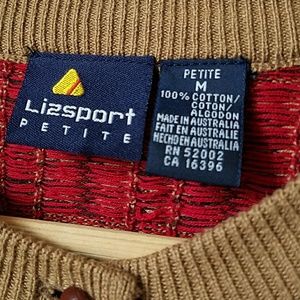 Lizsport
PETITE
PETITE
M
100% COTTON/
COTON/
ALGODON
MADE IN AUSTRALIA
FAIT EN AUSTRALIE
HECHO EN AUSTRALIA
RN 52002
CA 16396